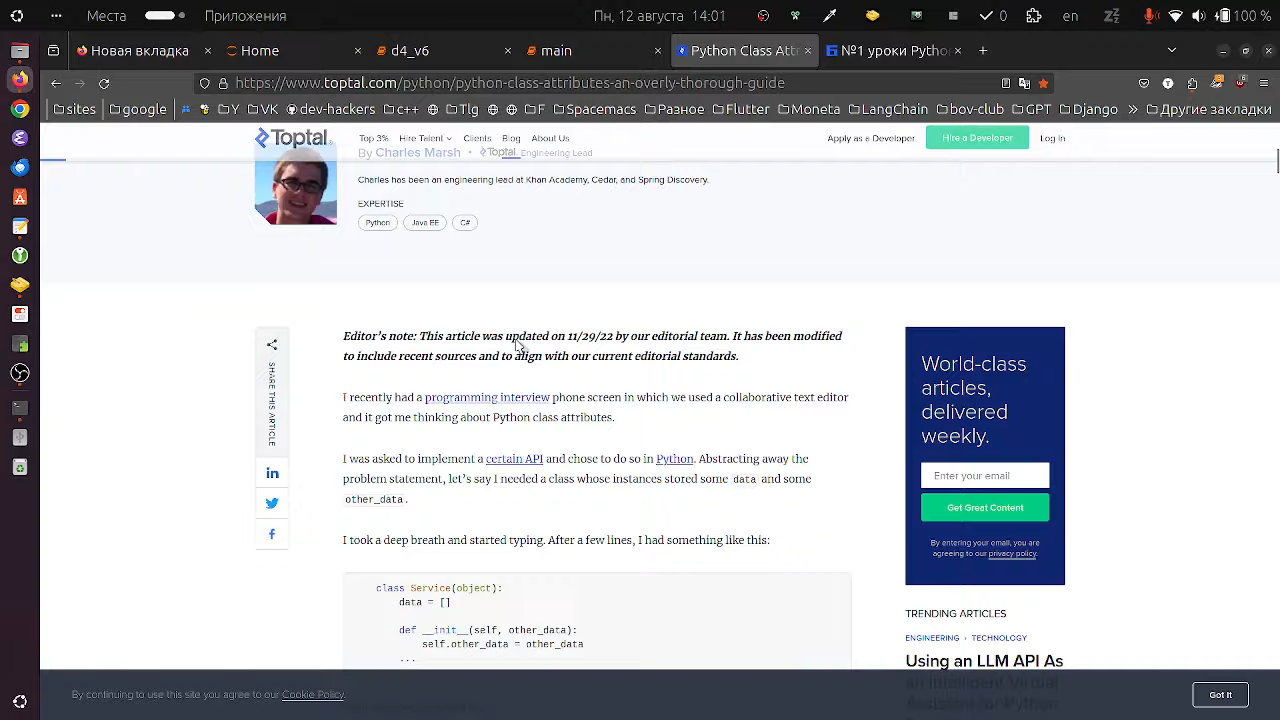 Места
Приложения
Пн, 12 августа 14:01
0
en
100 %
Новая вкладка
Home
d4_v6
main
Python Class Attr
№1 уроки Pytho
https://www.toptal.com/python/python-class-attributes-an-overly-thorough-guide
sites
google
Y
VK
dev-hackers
c++
Tlg
F
Spacemacs
Разное
Flutter
Moneta
LangChain
bov-club
GPT
Django
Другие закладки
Toptal
Top 3%
Hire Talent
Clients
Blog
About Us
Apply as a Developer
Hire a Developer
Log In
By Charles Marsh
Toptal Engineering Lead
Charles has been an engineering lead at Khan Academy, Cedar, and Spring Discovery.
EXPERTISE
Python
Java EE
C#
Editor's note: This article was updated on 11/29/22 by our editorial team. It has been modified
to include recent sources and to align with our current editorial standards.
SHARE THIS ARTICLE
I recently had a programming interview phone screen in which we used a collaborative text editor
and it got me thinking about Python class attributes.
I was asked to implement a certain API and chose to do so in Python. Abstracting away the
problem statement, let's say I needed a class whose instances stored some data and some
other_data.
I took a deep breath and started typing. After a few lines, I had something like this:
class Service(object):
data = []
def __init__(self, other_data):
self.other_data = other_data
...
World-class
articles,
delivered
weekly.
Enter your email
Get Great Content
By entering your email, you are
agreeing to our privacy policy.
TRENDING ARTICLES
ENGINEERING
TECHNOLOGY
Using an LLM API As
an Intelligent Virtual
Assistant for Python
By continuing to use this site you agree to our Cookie Policy.
Got it